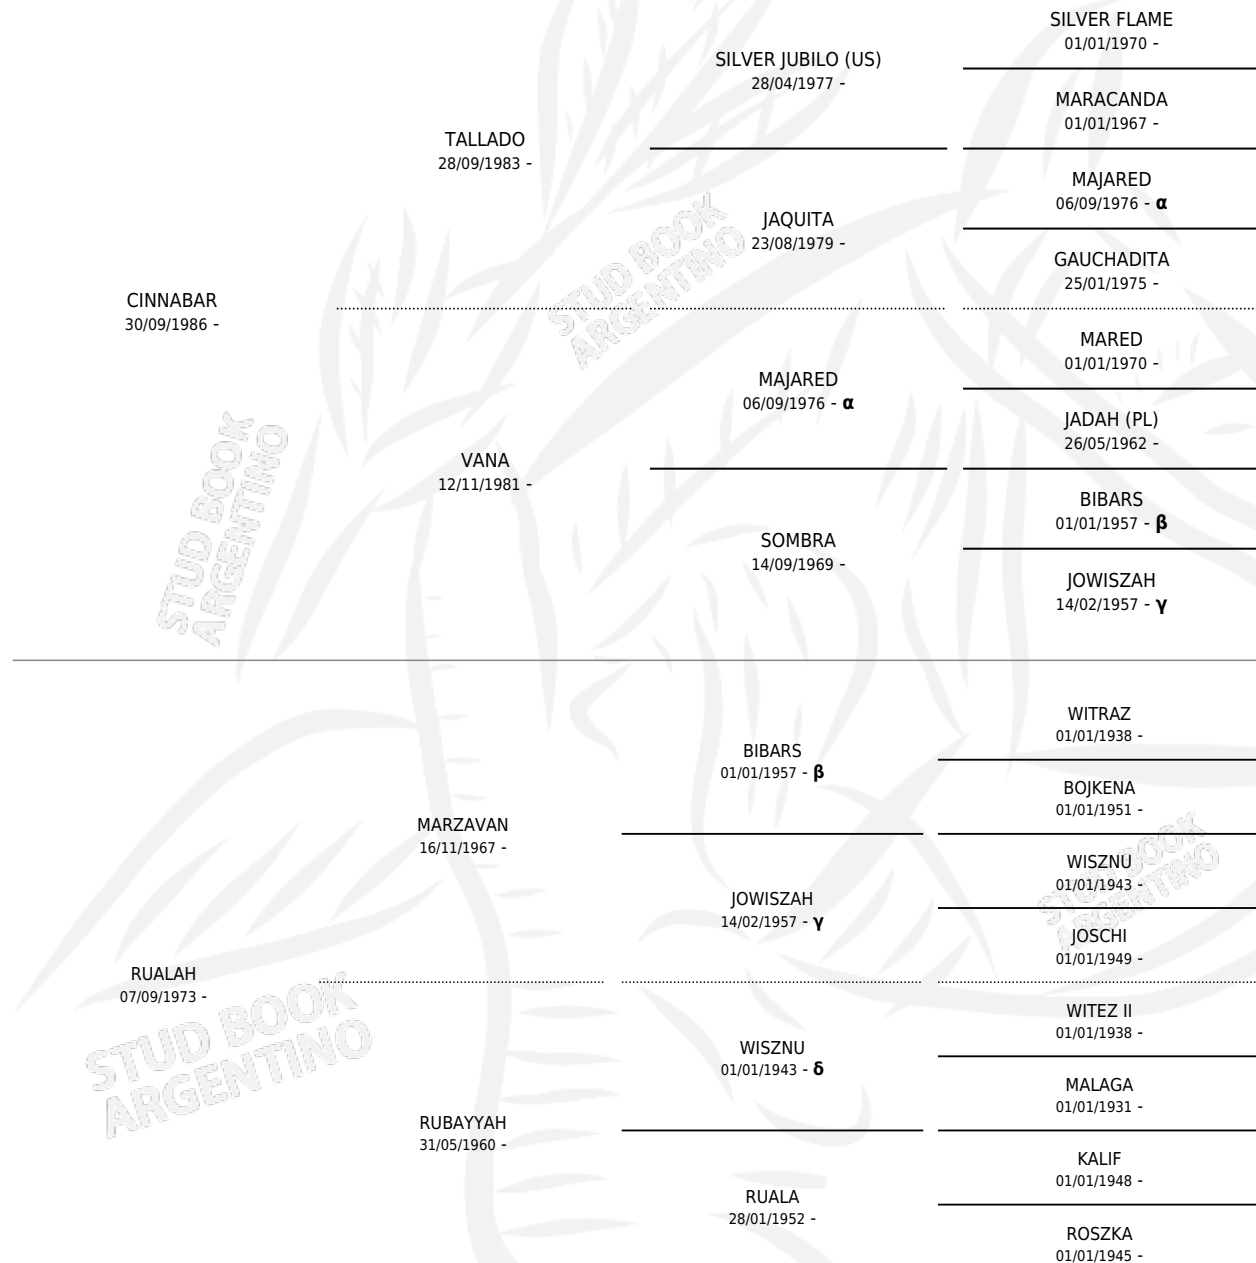 SILVER FLAME
01/01/1970 -
SILVER JUBILO (US)
28/04/1977 -
MARACANDA
01/01/1967 -
TALLADO
28/09/1983 -
MAJARED
06/09/1976 - α
JAQUITA
23/08/1979 -
GAUCHADITA
25/01/1975 -
CINNABAR
30/09/1986 -
MARED
01/01/1970 -
MAJARED
06/09/1976 - α
JADAH (PL)
26/05/1962 -
VANA
12/11/1981 -
BIBARS
01/01/1957 - β
SOMBRA
14/09/1969 -
JOWISZAH
14/02/1957 - γ
WITRAZ
01/01/1938 -
BIBARS
01/01/1957 - β
BOJKENA
01/01/1951 -
MARZAVAN
16/11/1967 -
WISZNU
01/01/1943 -
JOWISZAH
14/02/1957 - γ
JOSCHI
01/01/1949 -
RUALAH
07/09/1973 -
WITEZ II
01/01/1938 -
WISZNU
01/01/1943 - δ
MALAGA
01/01/1931 -
RUBAYYAH
31/05/1960 -
KALIF
01/01/1948 -
RUALA
28/01/1952 -
ROSZKA
01/01/1945 -
STUD BOOK
ARGENTINO
STUD BOOK
ARGENTINO
STUD BOOK
ARGENTINO
STUD BOOK
ARGENTINO